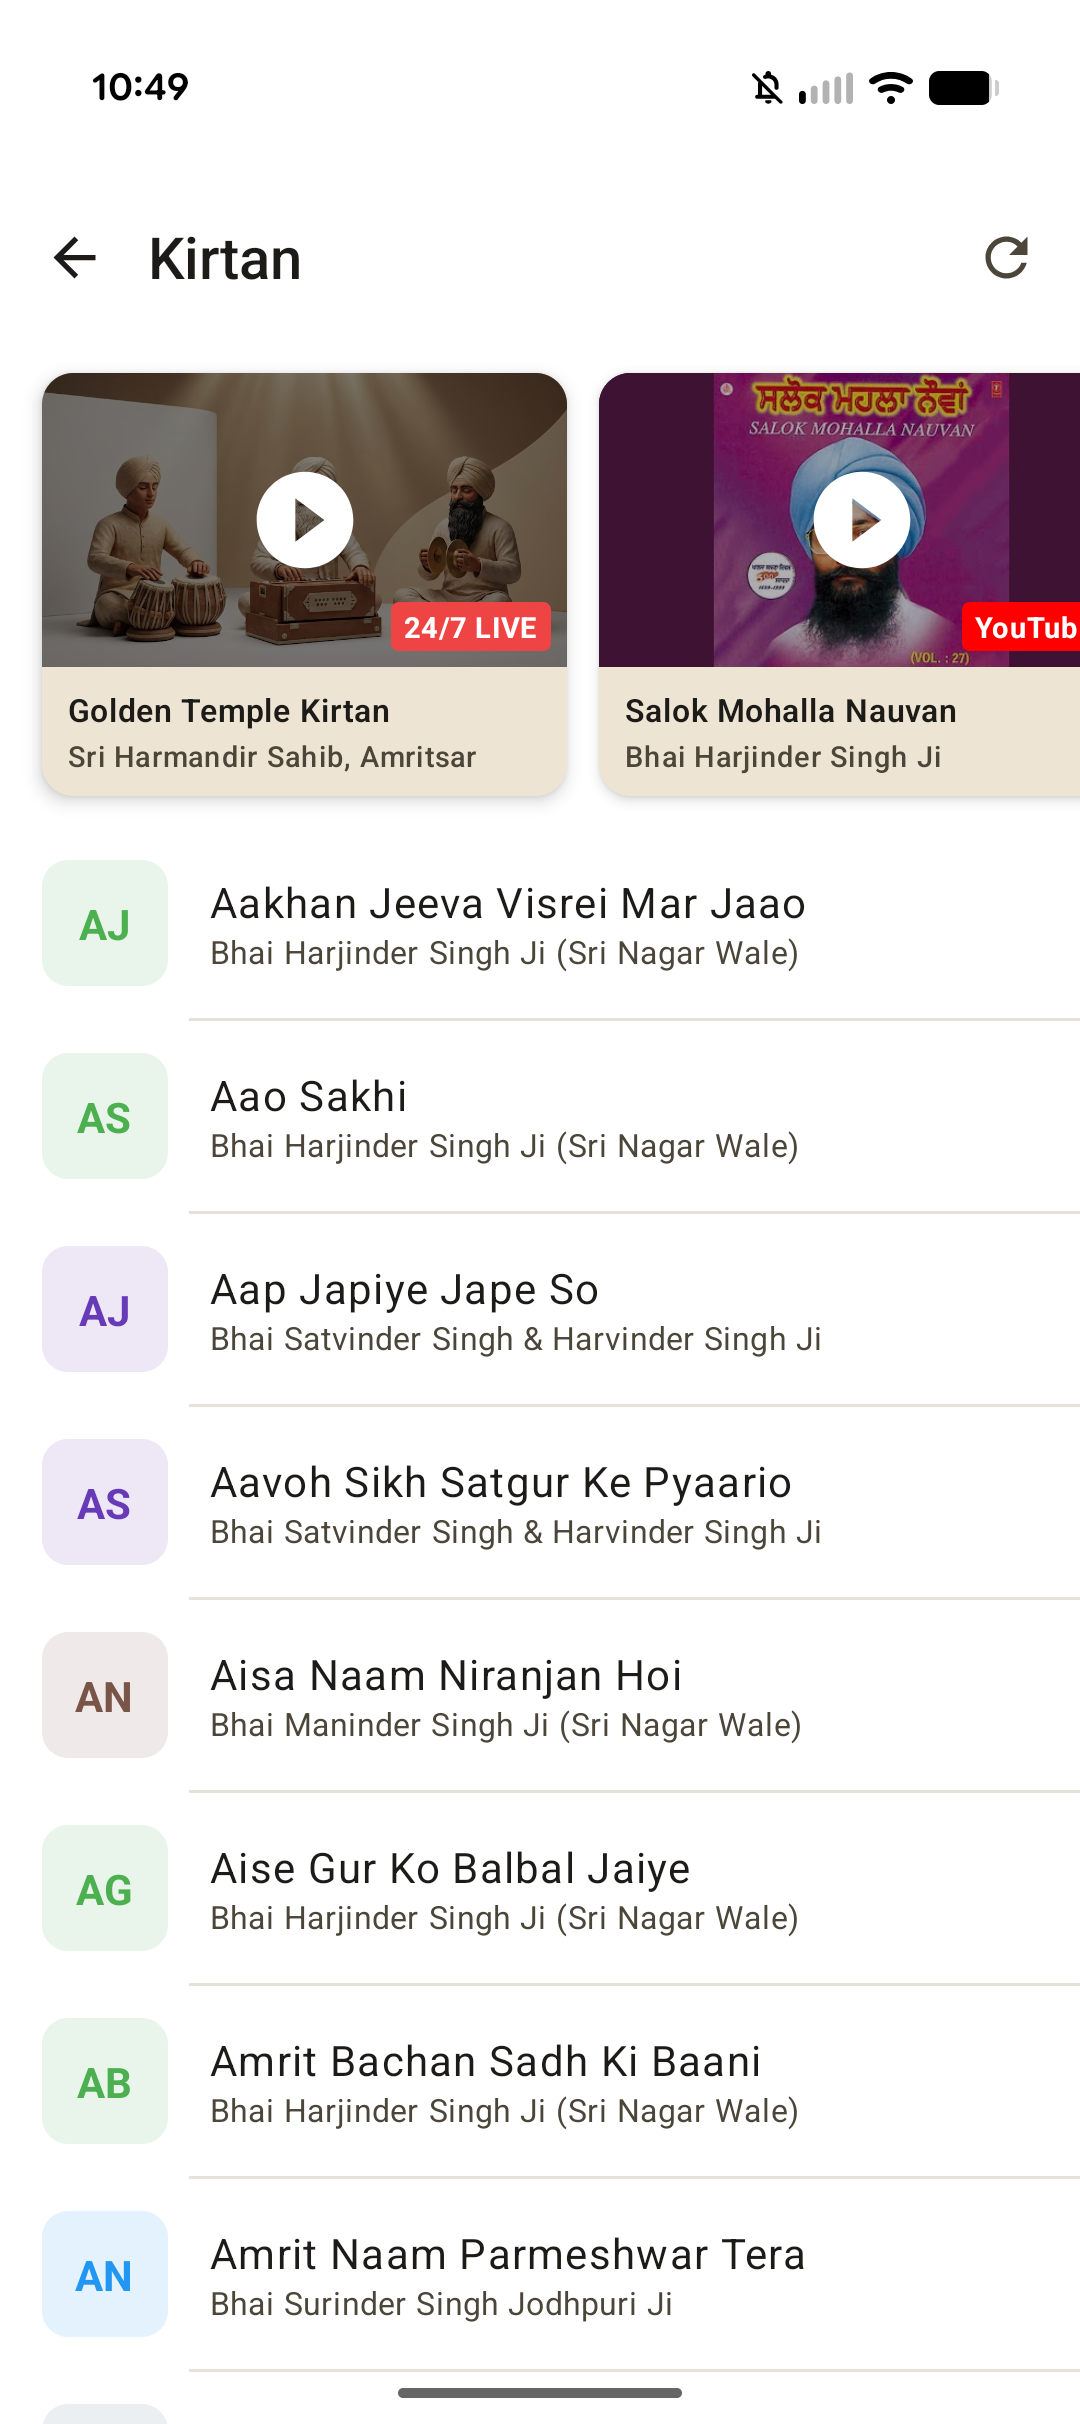 10:49
Kirtan
ਸਲੋਕ ਮਹਲਾ ਨੌਵਾਂ
SALOK MOHALLA NAUVAN
(VOL. : 27)
24/7 LIVE
YouTub
Golden Temple Kirtan
Sri Harmandir Sahib, Amritsar
Salok Mohalla Nauvan
Bhai Harjinder Singh Ji
AJ
Aakhan Jeeva Visrei Mar Jaao
Bhai Harjinder Singh Ji (Sri Nagar Wale)
AS
Aao Sakhi
Bhai Harjinder Singh Ji (Sri Nagar Wale)
AJ
Aap Japiye Jape So
Bhai Satvinder Singh & Harvinder Singh Ji
AS
Aavoh Sikh Satgur Ke Pyaario
Bhai Satvinder Singh & Harvinder Singh Ji
AN
Aisa Naam Niranjan Hoi
Bhai Maninder Singh Ji (Sri Nagar Wale)
AG
Aise Gur Ko Balbal Jaiye
Bhai Harjinder Singh Ji (Sri Nagar Wale)
AB
Amrit Bachan Sadh Ki Baani
Bhai Harjinder Singh Ji (Sri Nagar Wale)
AN
Amrit Naam Parmeshwar Tera
Bhai Surinder Singh Jodhpuri Ji